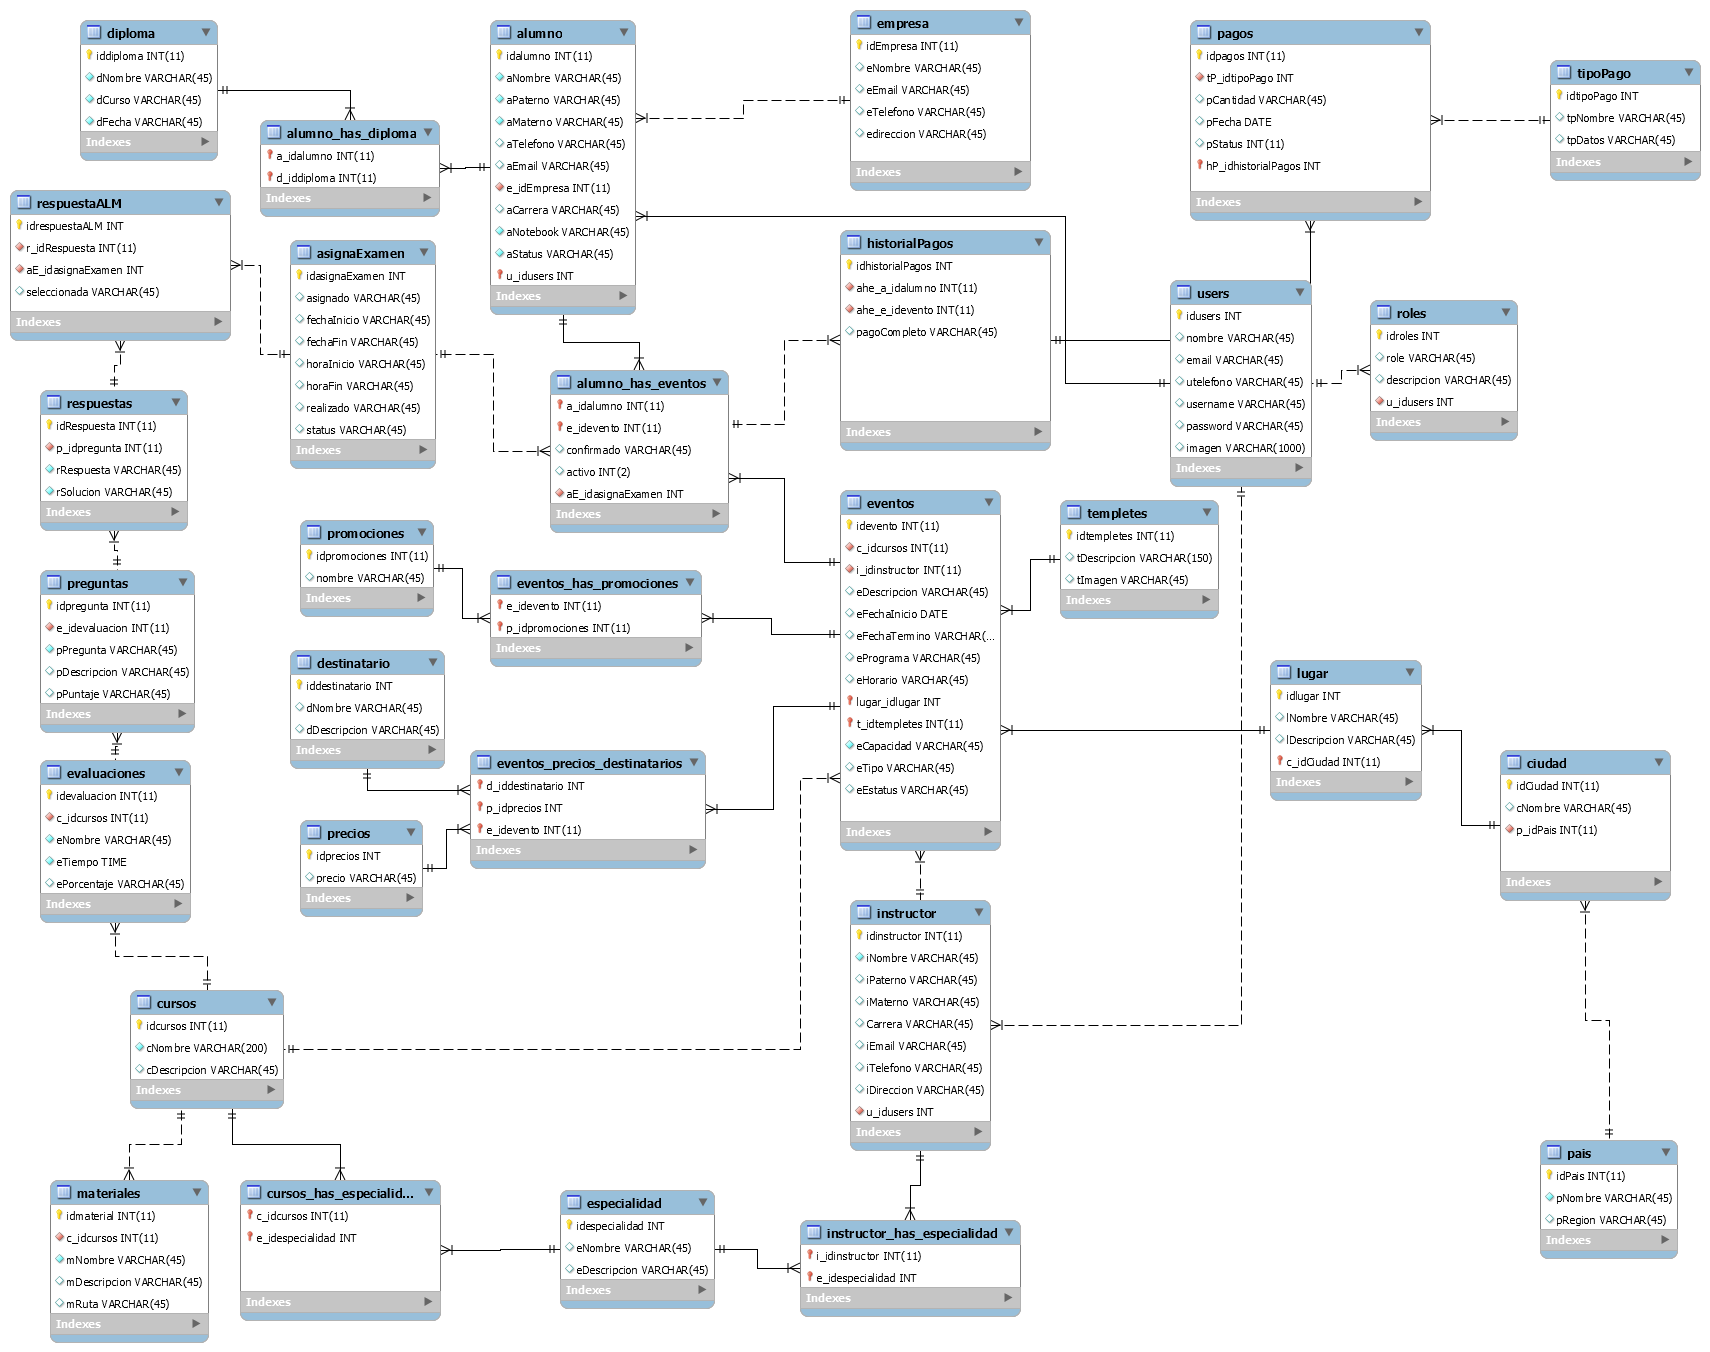 diploma
iddiploma INT(11)
dNombre VARCHAR(45)
dCurso VARCHAR(45)
dFecha VARCHAR(45)
Indexes
alumno_has_diploma
a_idalumno INT(11)
d_iddiploma INT(11)
Indexes
alumno
idalumno INT(11)
aNombre VARCHAR(45)
aPaterno VARCHAR(45)
aMaterno VARCHAR(45)
aTelefono VARCHAR(45)
aEmail VARCHAR(45)
e_idEmpresa INT(11)
aCarrera VARCHAR(45)
aNotebook VARCHAR(45)
aStatus VARCHAR(45)
u_idusers INT
Indexes
empresa
idEmpresa INT(11)
eNombre VARCHAR(45)
eEmail VARCHAR(45)
eTelefono VARCHAR(45)
edireccion VARCHAR(45)
Indexes
pagos
idpagos INT(11)
tP_idtipoPago INT
pCantidad VARCHAR(45)
pFecha DATE
pStatus INT(11)
hP_idhistorialPagos INT
Indexes
tipoPago
idtipoPago INT
tpNombre VARCHAR(45)
tpDatos VARCHAR(45)
Indexes
respuestaALM
idrespuestaALM INT
r_idRespuesta INT(11)
aE_idasignaExamen INT
seleccionada VARCHAR(45)
Indexes
asignaExamen
idasignaExamen INT
asignado VARCHAR(45)
fechaInicio VARCHAR(45)
fechaFin VARCHAR(45)
horaInicio VARCHAR(45)
horaFin VARCHAR(45)
realizado VARCHAR(45)
status VARCHAR(45)
Indexes
historialPagos
idhistorialPagos INT
ahe_a_idalumno INT(11)
ahe_e_idevento INT(11)
pagoCompleto VARCHAR(45)
Indexes
users
idusers INT
nombre VARCHAR(45)
email VARCHAR(45)
utelefono VARCHAR(45)
username VARCHAR(45)
password VARCHAR(45)
imagen VARCHAR(1000)
Indexes
roles
idroles INT
role VARCHAR(45)
descripcion VARCHAR(45)
u_idusers INT
Indexes
respuestas
idRespuesta INT(11)
p_idpregunta INT(11)
rRespuesta VARCHAR(45)
rSolucion VARCHAR(45)
Indexes
alumno_has_eventos
a_idalumno INT(11)
e_idevento INT(11)
confirmado VARCHAR(45)
activo INT(2)
aE_idasignaExamen INT
Indexes
promociones
idpromociones INT(11)
nombre VARCHAR(45)
Indexes
eventos_has_promociones
e_idevento INT(11)
p_idpromociones INT(11)
Indexes
eventos
idevento INT(11)
c_idcursos INT(11)
i_idinstructor INT(11)
eDescripcion VARCHAR(45)
eFechaInicio DATE
eFechaTermino VARCHAR(...
ePrograma VARCHAR(45)
eHorario VARCHAR(45)
lugar_idlugar INT
t_idtempletes INT(11)
eCapacidad VARCHAR(45)
eTipo VARCHAR(45)
eEstatus VARCHAR(45)
Indexes
templetes
idtempletes INT(11)
tDescripcion VARCHAR(150)
tImagen VARCHAR(45)
Indexes
preguntas
idpregunta INT(11)
e_idevaluacion INT(11)
pPregunta VARCHAR(45)
pDescripcion VARCHAR(45)
pPuntaje VARCHAR(45)
Indexes
destinatario
iddestinatario INT
dNombre VARCHAR(45)
dDescripcion VARCHAR(45)
Indexes
eventos_precios_destinatarios
d_iddestinatario INT
p_idprecios INT
e_idevento INT(11)
Indexes
precios
idprecios INT
precio VARCHAR(45)
Indexes
lugar
idlugar INT
lNombre VARCHAR(45)
lDescripcion VARCHAR(45)
c_idCiudad INT(11)
Indexes
ciudad
idCiudad INT(11)
cNombre VARCHAR(45)
p_idPais INT(11)
Indexes
evaluaciones
idevaluacion INT(11)
c_idcursos INT(11)
eNombre VARCHAR(45)
eTiempo TIME
ePorcentaje VARCHAR(45)
Indexes
instructor
idinstructor INT(11)
iNombre VARCHAR(45)
iPaterno VARCHAR(45)
iMaterno VARCHAR(45)
Carrera VARCHAR(45)
iEmail VARCHAR(45)
iTelefono VARCHAR(45)
iDireccion VARCHAR(45)
u_idusers INT
Indexes
cursos
idcursos INT(11)
cNombre VARCHAR(200)
cDescripcion VARCHAR(45)
Indexes
pais
idPais INT(11)
pNombre VARCHAR(45)
pRegion VARCHAR(45)
Indexes
materiales
idmaterial INT(11)
c_idcursos INT(11)
mNombre VARCHAR(45)
mDescripcion VARCHAR(45)
mRuta VARCHAR(45)
Indexes
cursos_has_especialid...
c_idcursos INT(11)
e_idespecialidad INT
Indexes
especialidad
idespecialidad INT
eNombre VARCHAR(45)
eDescripcion VARCHAR(45)
Indexes
instructor_has_especialidad
i_idinstructor INT(11)
e_idespecialidad INT
Indexes